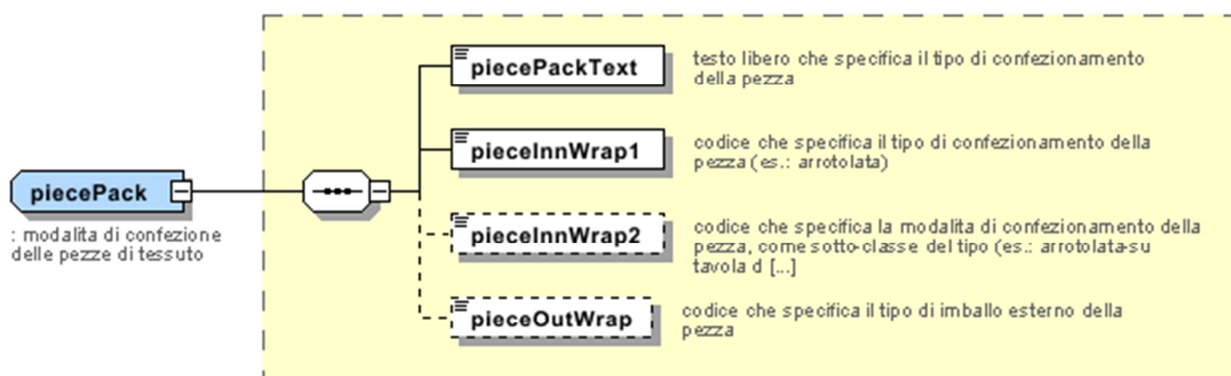 piecePackText
testo libero che specifica il tipo di confezionamento
della pezza
pieceInnWrap1
codice che specifica il tipo di confezionamento della
pezza (es.: arrotolata)
piecePack
: modalita di confezione
delle pezze di tessuto
pieceInnWrap2
codice che specifica la modalita di confezionamento della
pezza, come sotto-classe del tipo (es.: arrotolata-su
tavola d [...]
pieceOutWrap
codice che specifica il tipo di imballo esterno della
pezza